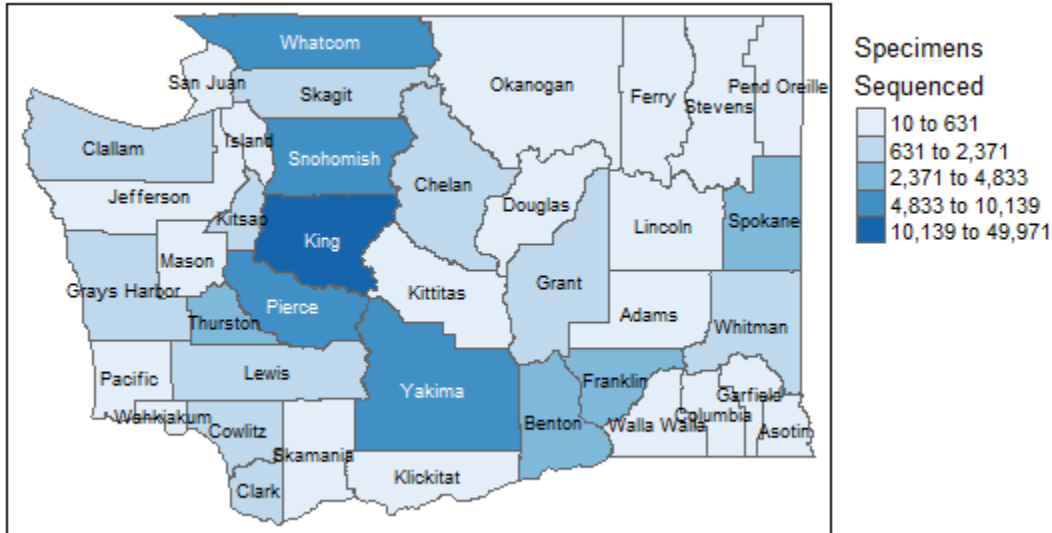 Whatcom
San Juan
Skagit
Okanogan
Ferry
Stevens
Pend Oreille
Clallam
Island
Snohomish
Chelan
Jefferson
Kitsap
Douglas
Lincoln
Spokane
King
Mason
Grays Harbor
Kittitas
Grant
Pierce
Thurston
Adams
Whitman
Pacific
Lewis
Yakima
Franklin
Garfield
Wahkiakum
Cowlitz
Benton
Walla Walla
Columbia
Asotin
Skamania
Klickitat
Clark
Specimens
Sequenced
10 to 631
631 to 2,371
2,371 to 4,833
4,833 to 10,139
10,139 to 49,971